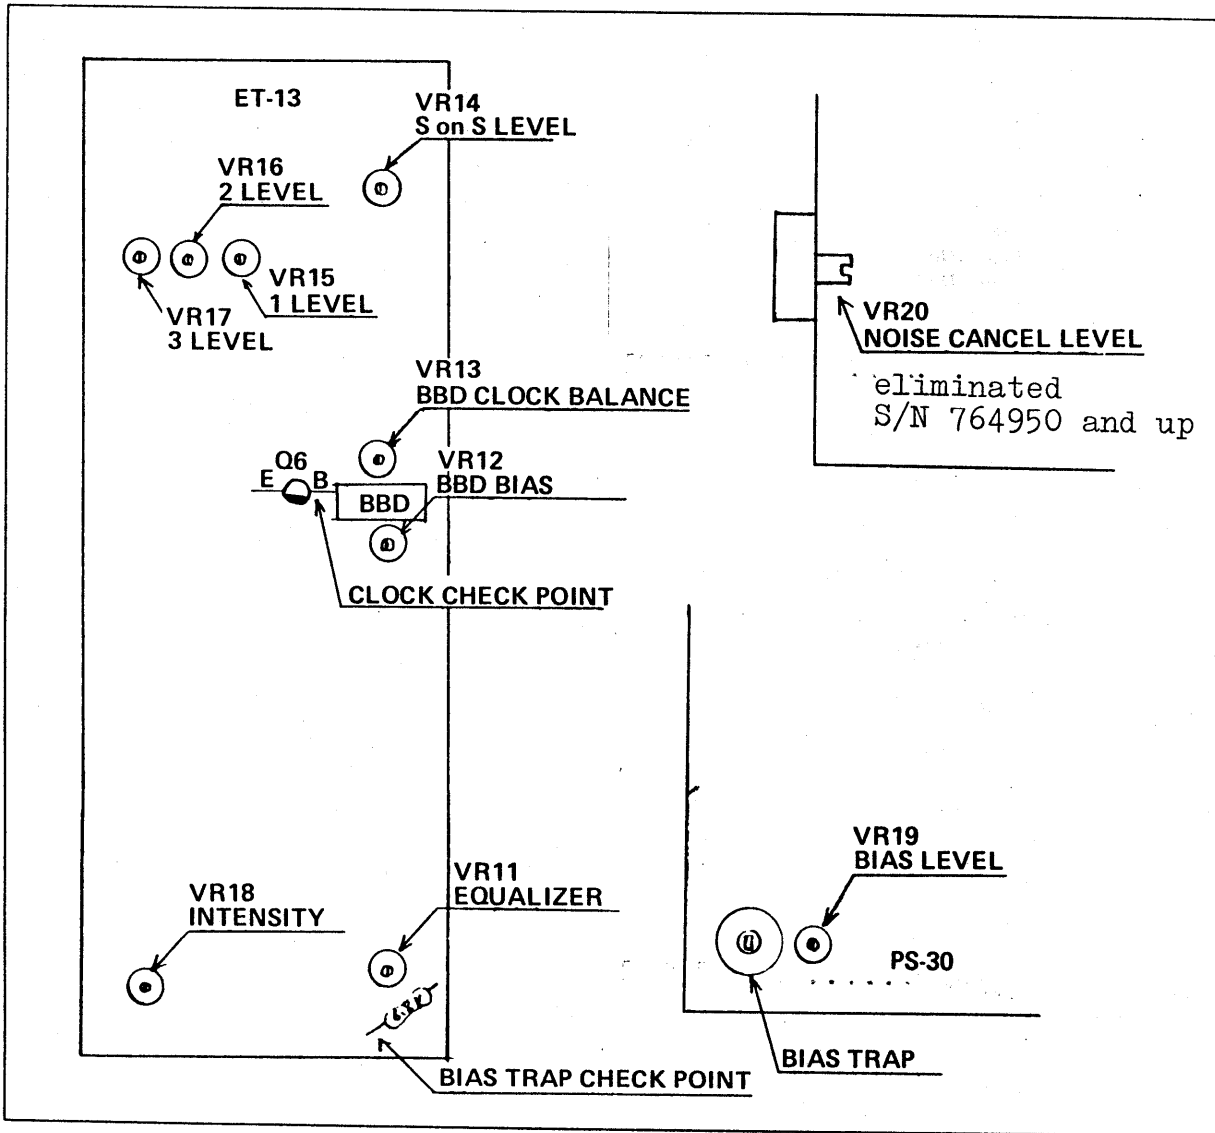 ET-13
VR14
S on S LEVEL
VR16
2 LEVEL
VR15
1 LEVEL
VR17
3 LEVEL
VR20
NOISE CANCEL LEVEL
eliminated
S/N 764950 and up
VR13
BBD CLOCK BALANCE
Q6
E B
VR12
BBD BIAS
BBD
CLOCK CHECK POINT
VR19
BIAS LEVEL
VR11
EQUALIZER
VR18
INTENSITY
PS-30
6.8K
BIAS TRAP
BIAS TRAP CHECK POINT